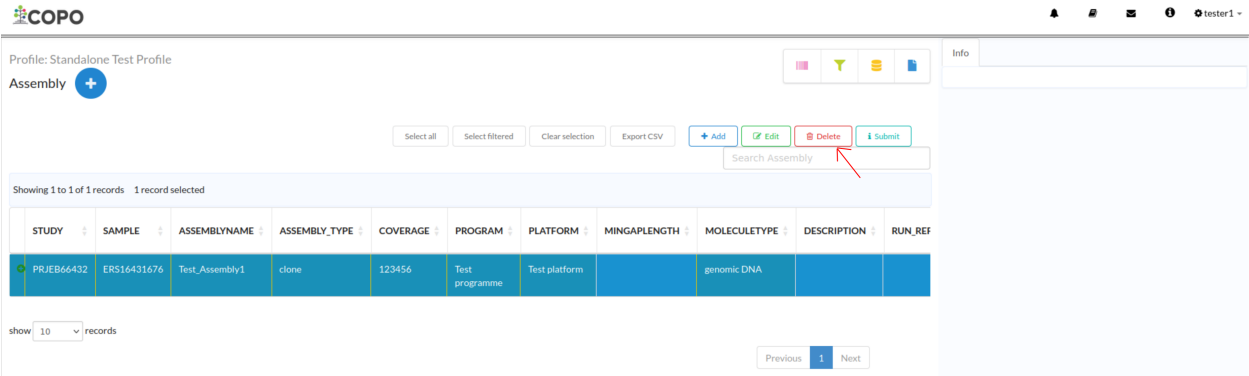 COPO
tester1
Profile: Standalone Test Profile
Info
Assembly
Select all Select filtered Clear selection Export CSV Add Edit Delete Submit
Search Assembly
Showing 1 to 1 of 1 records 1 record selected
STUDY SAMPLE ASSEMBLYNAME ASSEMBLY_TYPE COVERAGE PROGRAM PLATFORM MINGAPLENGTH MOLECULETYPE DESCRIPTION RUN_REF
PRJEB66432 ERS16431676 Test_Assembly1 clone 123456 Test Test platform genomic DNA
programme
show 10 records
Previous 1 Next